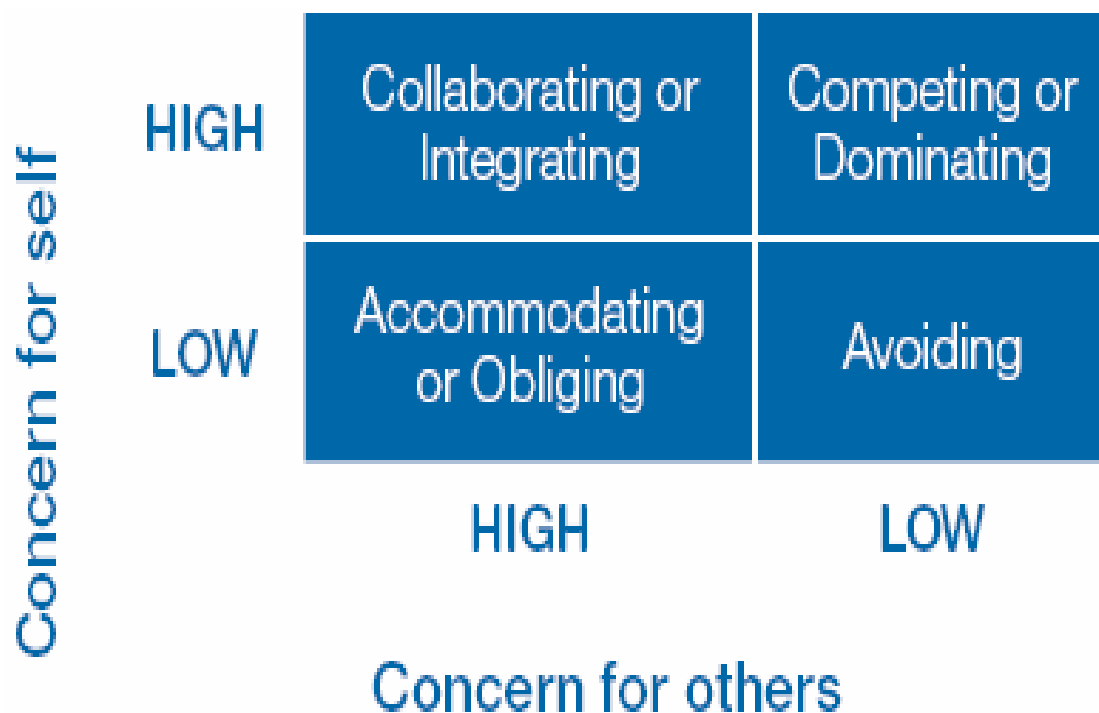 Concern for self
HIGH
Collaborating or
Integrating
Competing or
Dominating
LOW
Accommodating
or Obliging
Avoiding
HIGH
LOW
Concern for others